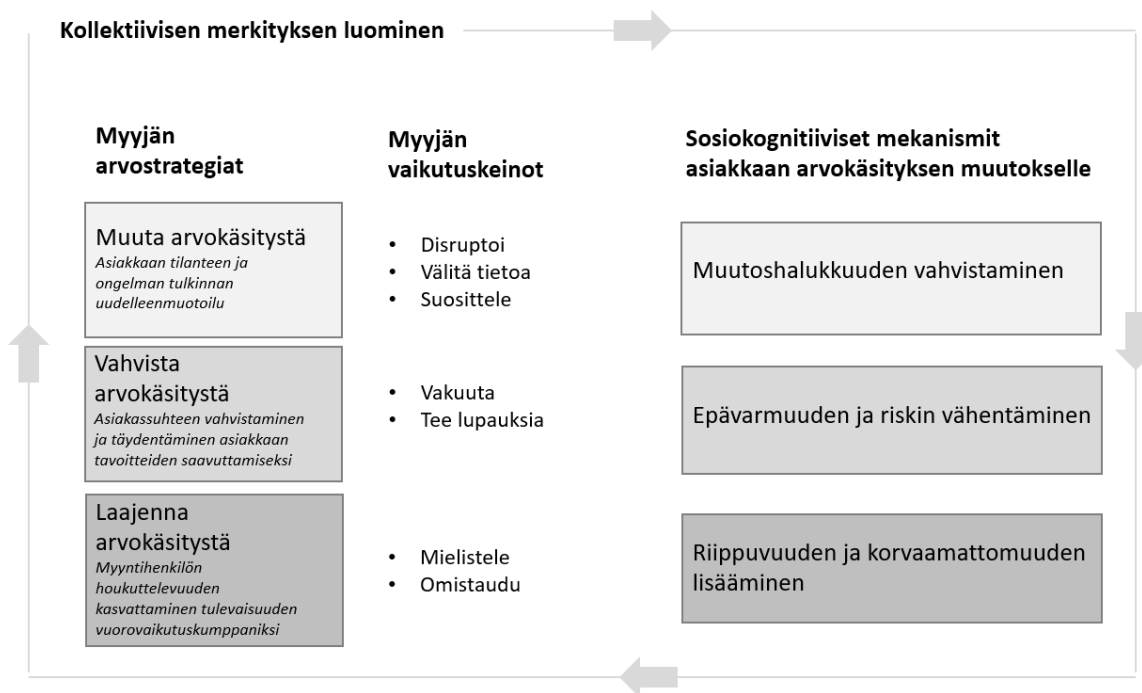 Kollektiivisen merkityksen luominen
Myyjän
arvostrategiat
Myyjän
vaikutuskeinot
Sosiokognitiiviset mekanismit
asiakkaan arvokäsityksen muutokselle
Muuta arvokäsitystä
Asiakkaan tilanteen ja
ongelman tulkinnan
uudelleenmuotoilu
• Disruptoi
• Välitä tietoa
• Suosittele
Muutoshalukkuuden vahvistaminen
Vahvista
arvokäsitystä
Asiakassuhteen vahvistaminen
ja täydentäminen asiakkaan
tavoitteiden saavuttamiseksi
• Vakuuta
• Tee lupauksia
Epävarmuuden ja riskin vähentäminen
Laajenna
arvokäsitystä
Myyntihenkilön
houkuttelevuuden
kasvattaminen tulevaisuuden
vuorovaikutuskumppaniksi
• Mielistele
• Omistaudu
Riippuvuuden ja korvaamattomuuden
lisääminen